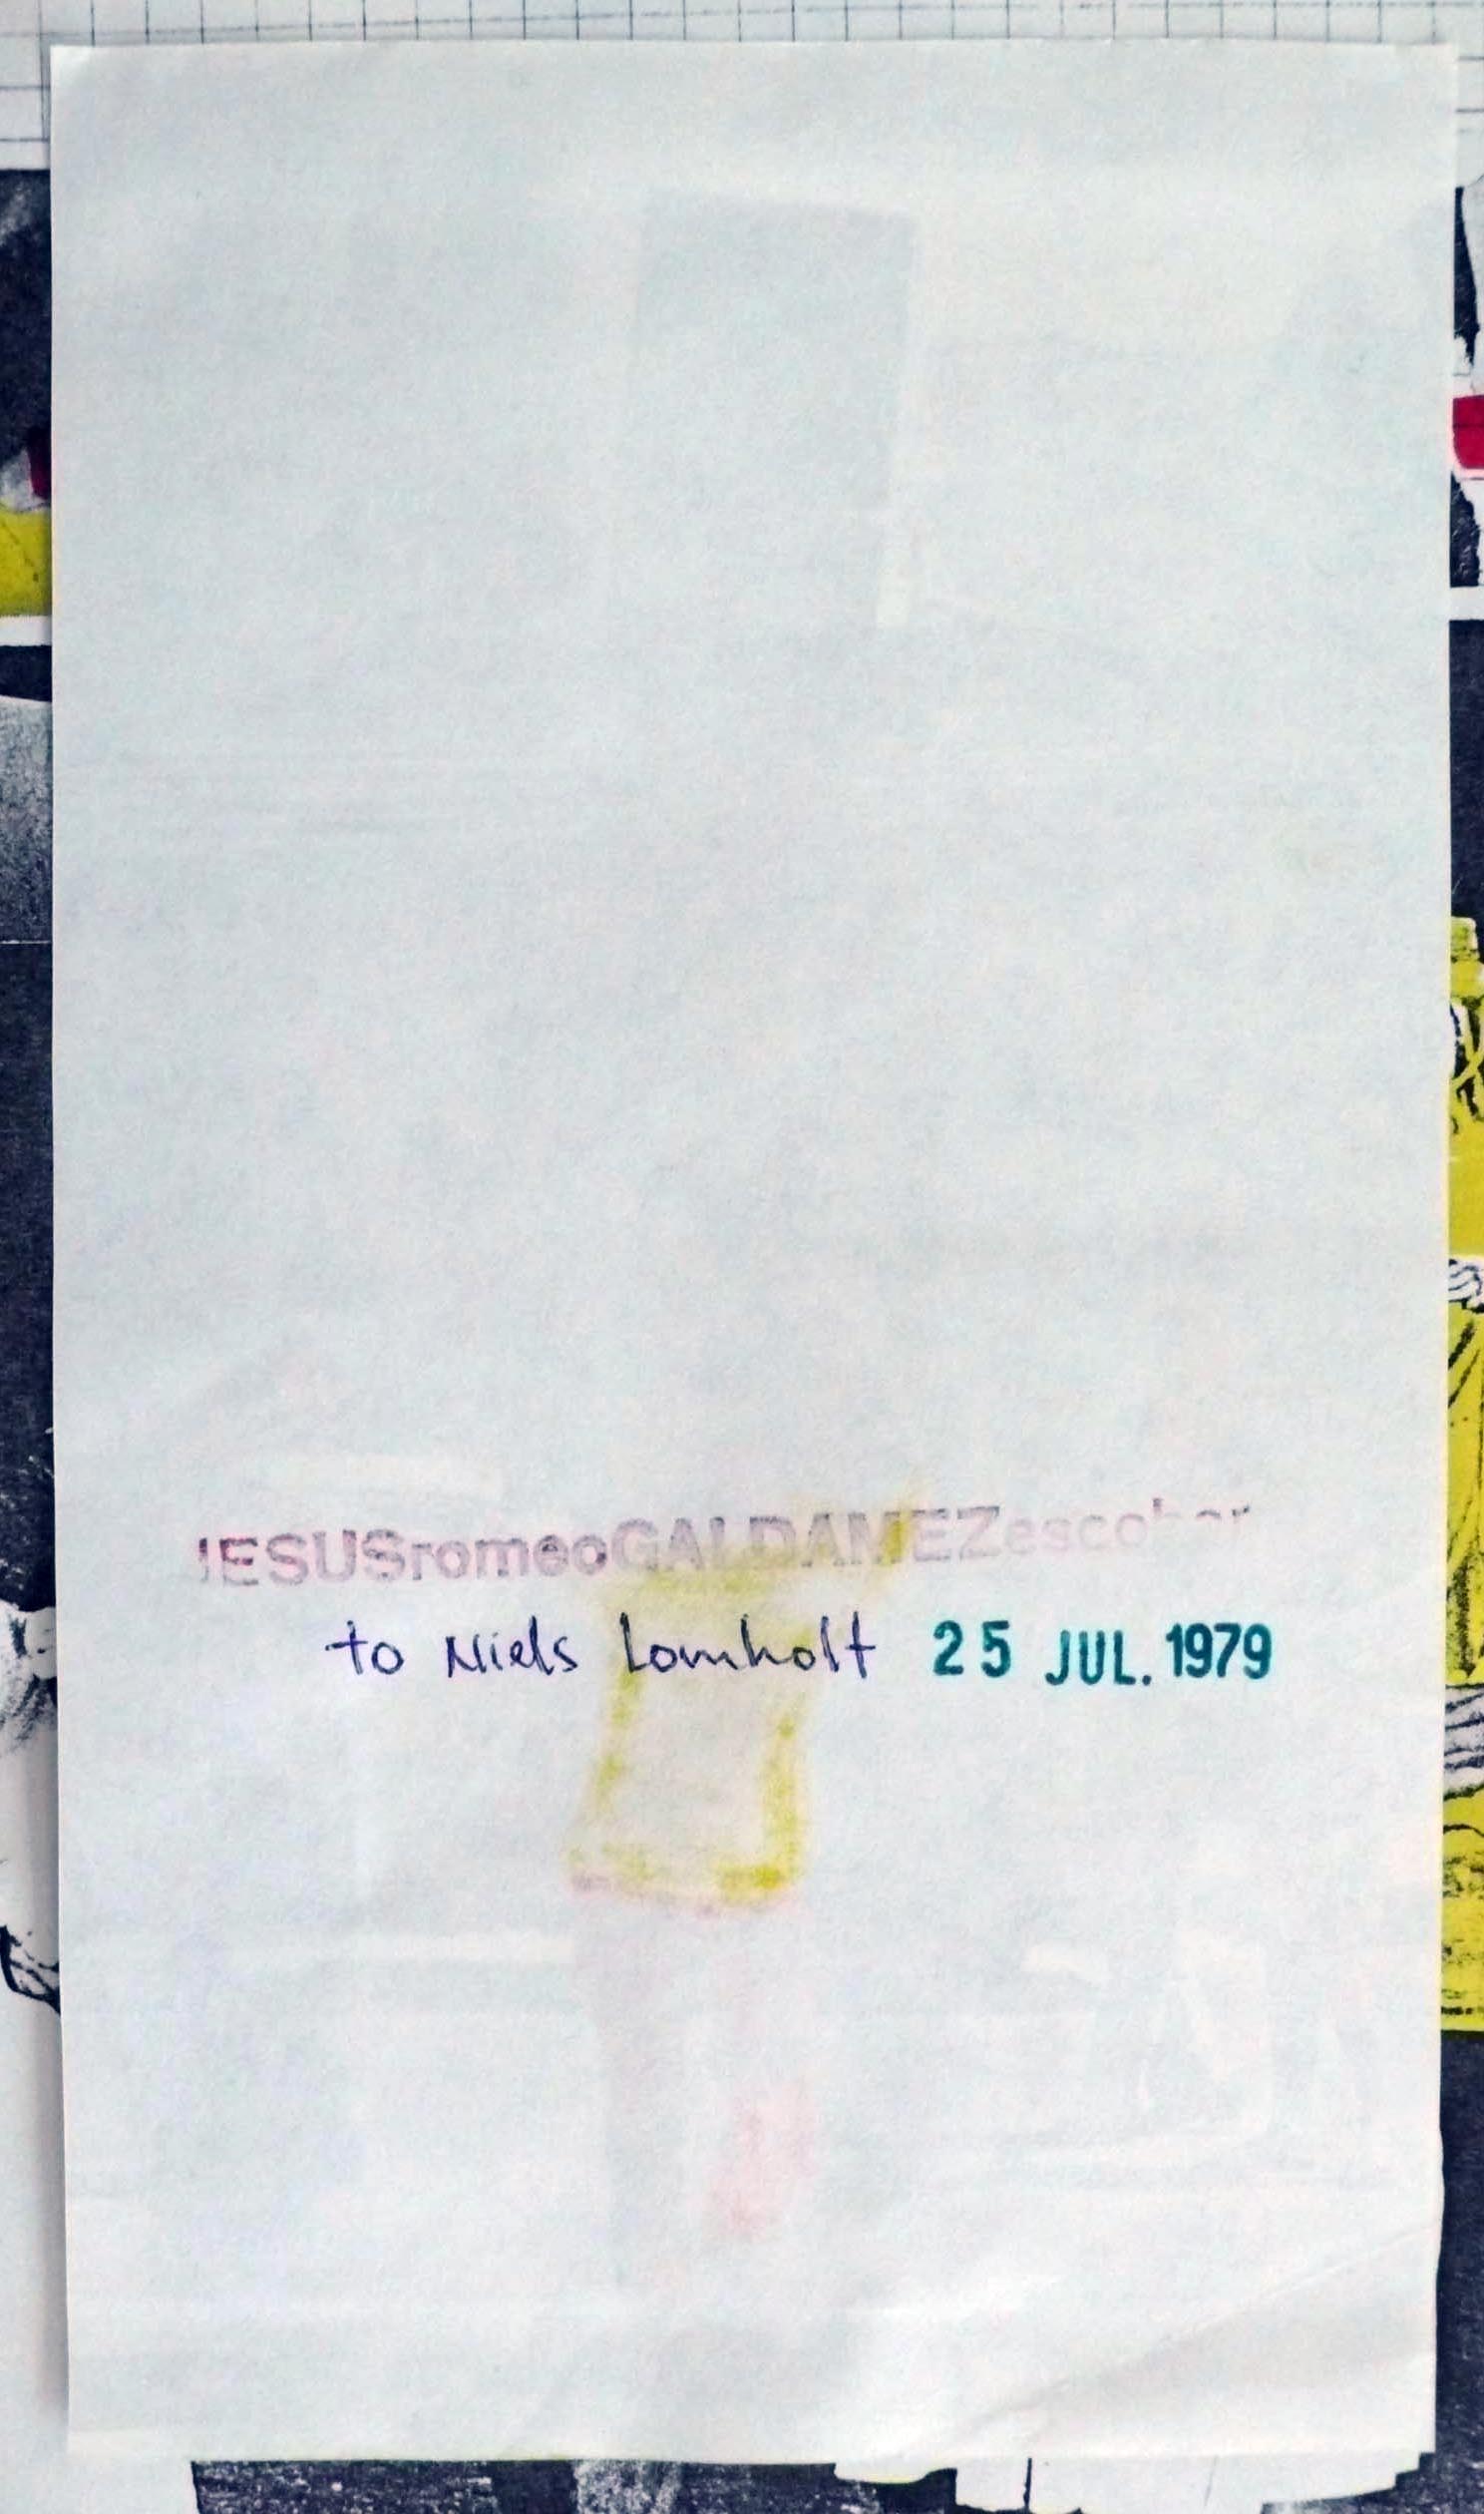 JESUSromeoGALDAMEZescobar
to Niels Lomholt 25 JUL. 1979